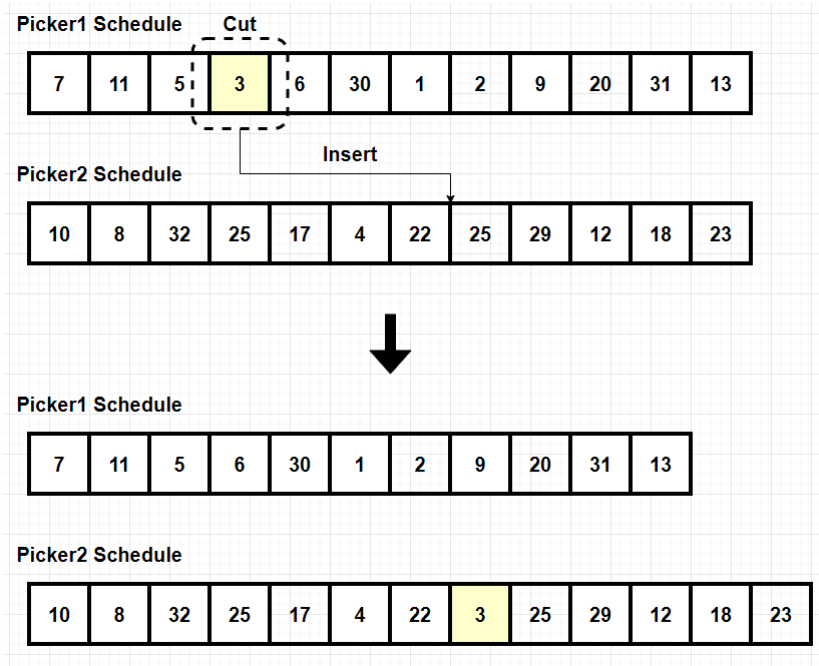 Picker1 Schedule Cut
7 11 5 3 6 30 1 2 9 20 31 13
Insert
Picker2 Schedule
10 8 32 25 17 4 22 25 29 12 18 23
Picker1 Schedule
7 11 5 6 30 1 2 9 20 31 13
Picker2 Schedule
10 8 32 25 17 4 22 3 25 29 12 18 23